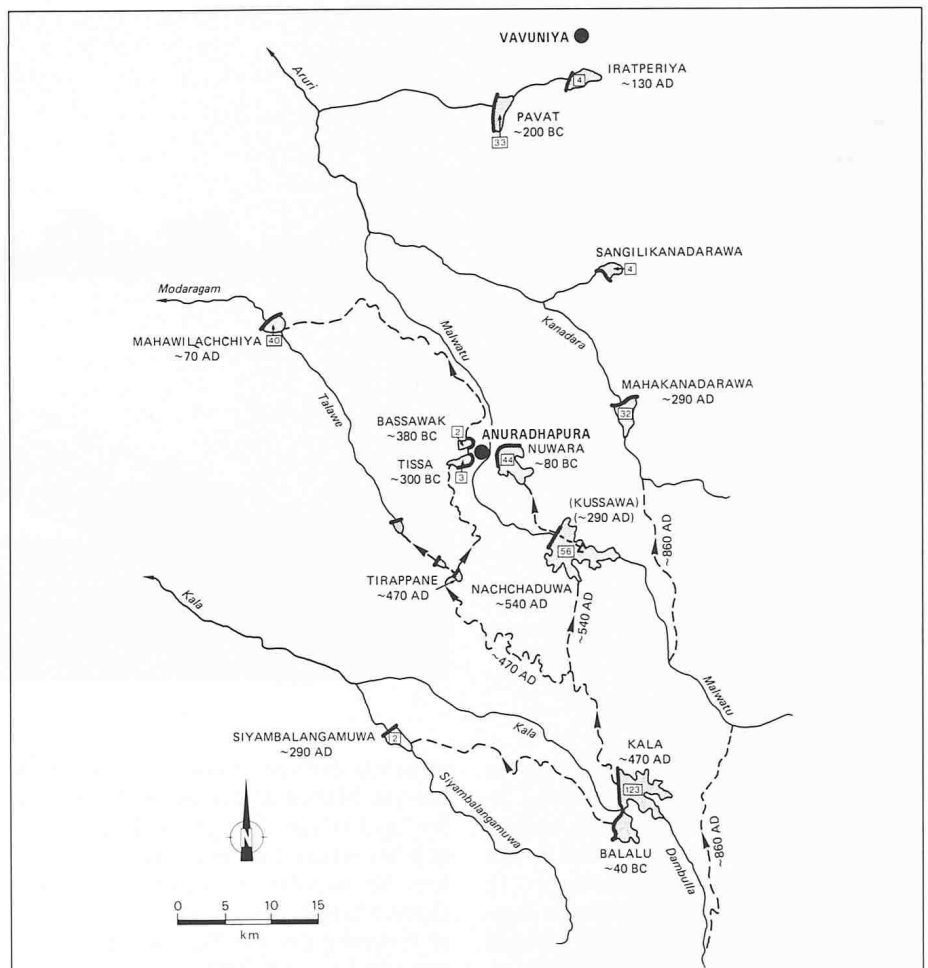 VAVUNIYA
Aruri
4
IRATPERIYA
~130 AD
PAVAT
~200 BC
33
SANGILIKANADARAWA
4
Modaragam
MAHAWILACHCHIYA
~70 AD
40
Malwatu
Kanadara
Talawe
MAHAKANADARAWA
~290 AD
32
BASSAWAK
~380 BC
2
ANURADHAPURA
NUWARA
~80 BC
44
TISSA
~300 BC
3
(KUSSAWA)
(~290 AD)
56
~860 AD
TIRAPPANE
~470 AD
NACHCHADUWA
~540 AD
~540 AD
~470 AD
Kala
Malwatu
Kala
SIYAMBALANGAMUWA
~290 AD
2
KALA
~470 AD
123
Siyambalangamuwa
BALALU
~40 BC
Dambulla
~860 AD
0 5 10 15
km